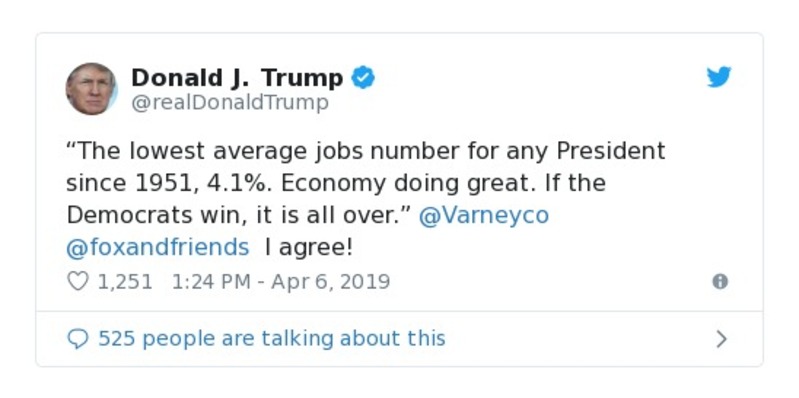 Donald J. Trump
@realDonaldTrump
“The lowest average jobs number for any President
since 1951, 4.1%. Economy doing great. If the
Democrats win, it is all over.” @Varneyco
@foxandfriends I agree!
1,251 1:24 PM - Apr 6, 2019
525 people are talking about this